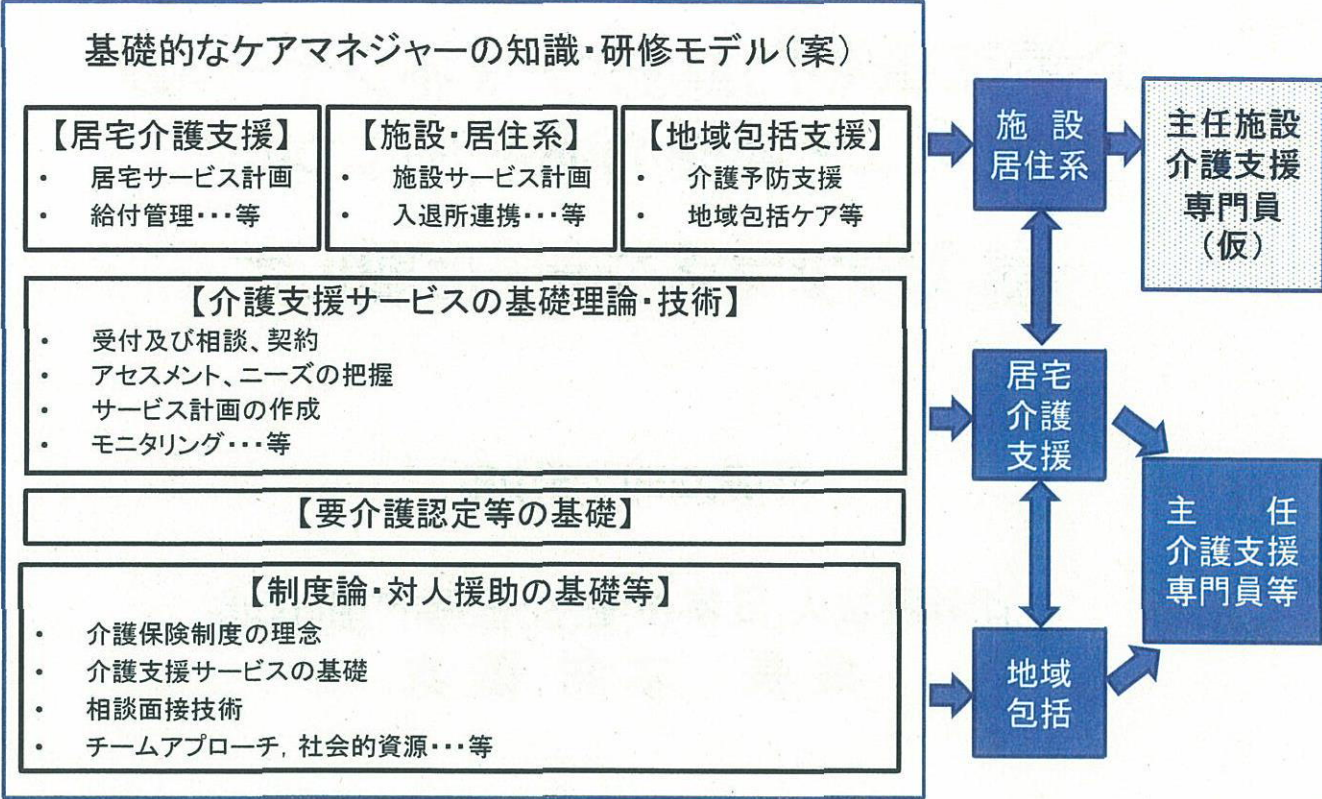 基礎的なケアマネジャーの知識・研修モデル（案）
【居宅介護支援】
・ 居宅サービス計画
・ 給付管理・・・等
【施設・居住系】
・ 施設サービス計画
・ 入退所連携・・・等
【地域包括支援】
・ 介護予防支援
・ 地域包括ケア等
【介護支援サービスの基礎理論・技術】
・ 受付及び相談、契約
・ アセスメント、ニーズの把握
・ サービス計画の作成
・ モニタリング・・・等
【要介護認定等の基礎】
【制度論・対人援助の基礎等】
・ 介護保険制度の理念
・ 介護支援サービスの基礎
・ 相談面接技術
・ チームアプローチ, 社会的資源・・・等
施 設
居住系
主任施設
介護支援
専門員
（仮）
居宅
介護
支援
主 任
介護支援
専門員等
地域
包括